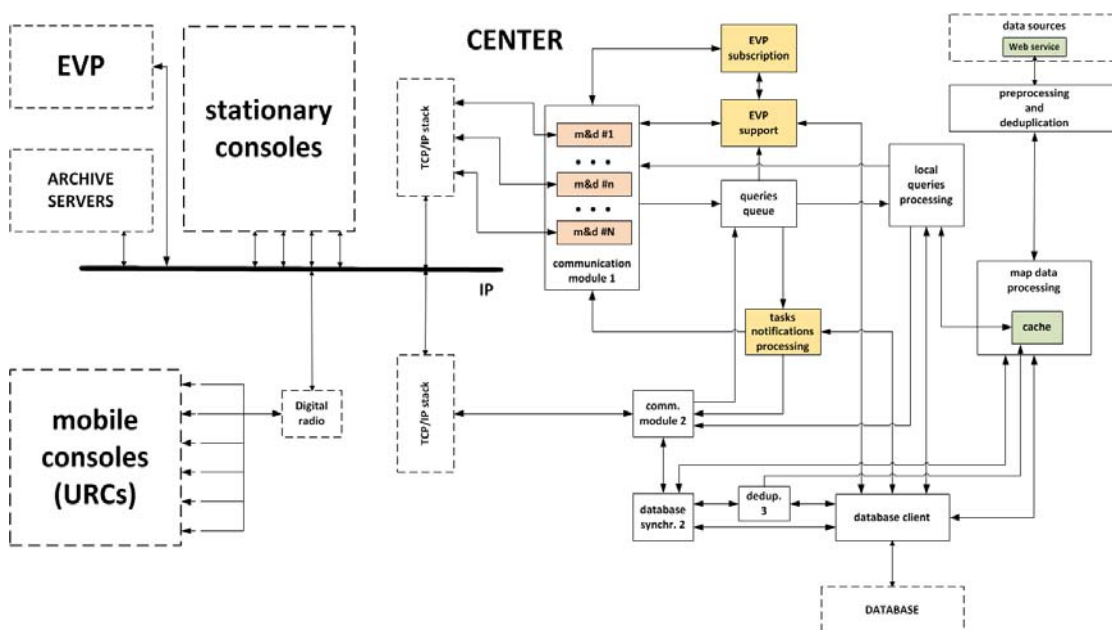 EVP
ARCHIVE
SERVERS
stationary
consoles
CENTER
TCP/IP stack
m&d #1
• • •
m&d #n
• • •
m&d #N
communication
module 1
EVP
subscription
EVP
support
queries
queue
local
queries
processing
data sources
Web service
preprocessing
and
deduplication
map data
processing
cache
IP
tasks
notifications
processing
mobile
consoles
(URCs)
Digital
radio
TCP/IP stack
comm.
module 2
database
synchr. 2
dedup.
3
database client
DATABASE